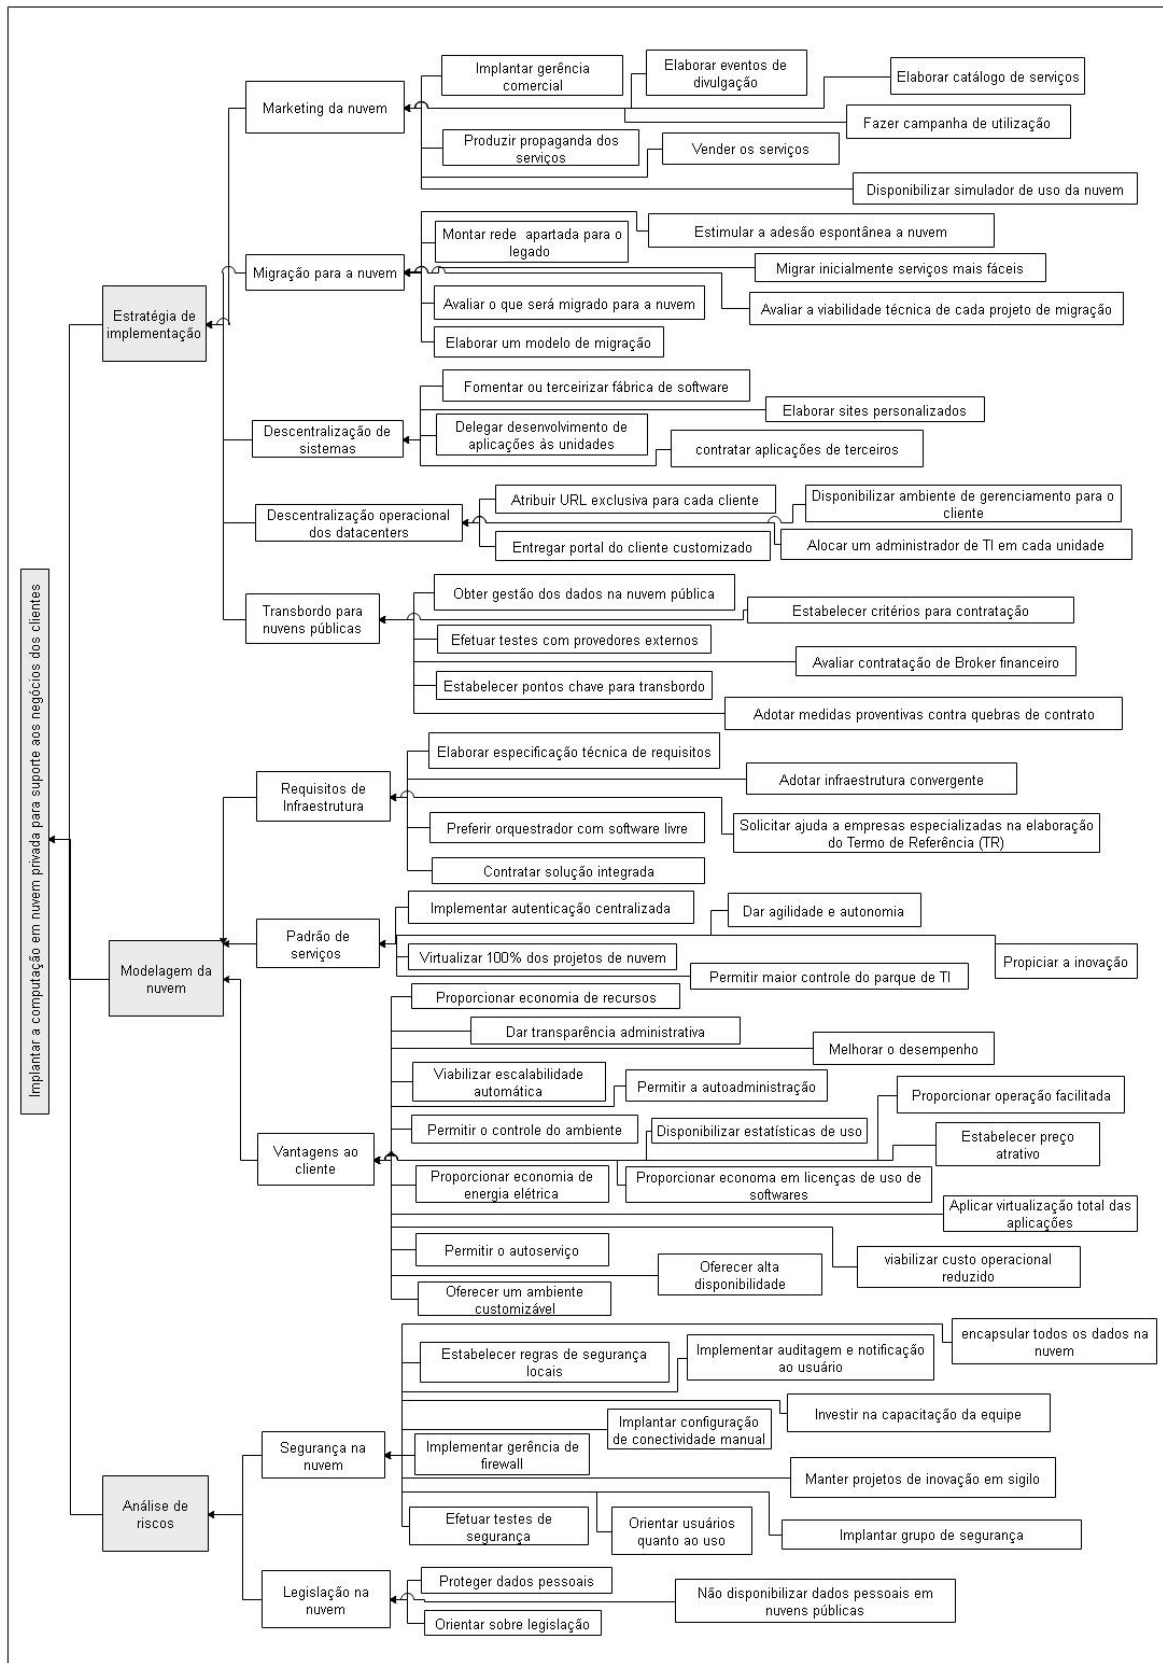 Implantar a computação em nuvem privada para suporte aos negócios dos clientes
Estratégia de
implementação
Marketing da nuvem
Implantar gerência
comercial
Elaborar eventos de
divulgação
Elaborar catálogo de serviços
Fazer campanha de utilização
Produzir propaganda dos
serviços
Vender os serviços
Disponibilizar simulador de uso da nuvem
Migração para a nuvem
Montar rede apartada para o
legado
Estimular a adesão espontânea a nuvem
Migrar inicialmente serviços mais fáceis
Avaliar o que será migrado para a nuvem
Avaliar a viabilidade técnica de cada projeto de migração
Elaborar um modelo de migração
Descentralização de
sistemas
Fomentar ou terceirizar fábrica de software
Elaborar sites personalizados
Delegar desenvolvimento de
aplicações às unidades
contratar aplicações de terceiros
Descentralização operacional
dos datacenters
Atribuir URL exclusiva para cada cliente
Disponibilizar ambiente de gerenciamento para o
cliente
Entregar portal do cliente customizado
Alocar um administrador de TI em cada unidade
Transbordo para
nuvens públicas
Obter gestão dos dados na nuvem pública
Estabelecer critérios para contratação
Efetuar testes com provedores externos
Avaliar contratação de Broker financeiro
Estabelecer pontos chave para transbordo
Adotar medidas proventivas contra quebras de contrato
Modelagem da
nuvem
Requisitos de
Infraestrutura
Elaborar especificação técnica de requisitos
Adotar infraestrutura convergente
Preferir orquestrador com software livre
Solicitar ajuda a empresas especializadas na elaboração
do Termo de Referência (TR)
Contratar solução integrada
Padrão de
serviços
Implementar autenticação centralizada
Dar agilidade e autonomia
Virtualizar 100% dos projetos de nuvem
Propiciar a inovação
Permitir maior controle do parque de TI
Vantagens ao
cliente
Proporcionar economia de recursos
Dar transparência administrativa
Melhorar o desempenho
Viabilizar escalabilidade
automática
Permitir a autoadministração
Proporcionar operação facilitada
Permitir o controle do ambiente
Disponibilizar estatísticas de uso
Estabelecer preço
atrativo
Proporcionar economia de
energia elétrica
Proporcionar economa em licenças de uso de
softwares
Aplicar virtualização total das
aplicações
Permitir o autoserviço
Oferecer alta
disponibilidade
viabilizar custo operacional
reduzido
Oferecer um ambiente
customizável
Análise de
riscos
Segurança na
nuvem
encapsular todos os dados na
nuvem
Estabelecer regras de segurança
locais
Implementar auditagem e notificação
ao usuário
Investir na capacitação da equipe
Implantar configuração
de conectividade manual
Implementar gerência de
firewall
Manter projetos de inovação em sigilo
Efetuar testes de
segurança
Orientar usuários
quanto ao uso
Implantar grupo de segurança
Legislação na
nuvem
Proteger dados pessoais
Não disponibilizar dados pessoais em
nuvens públicas
Orientar sobre legislação